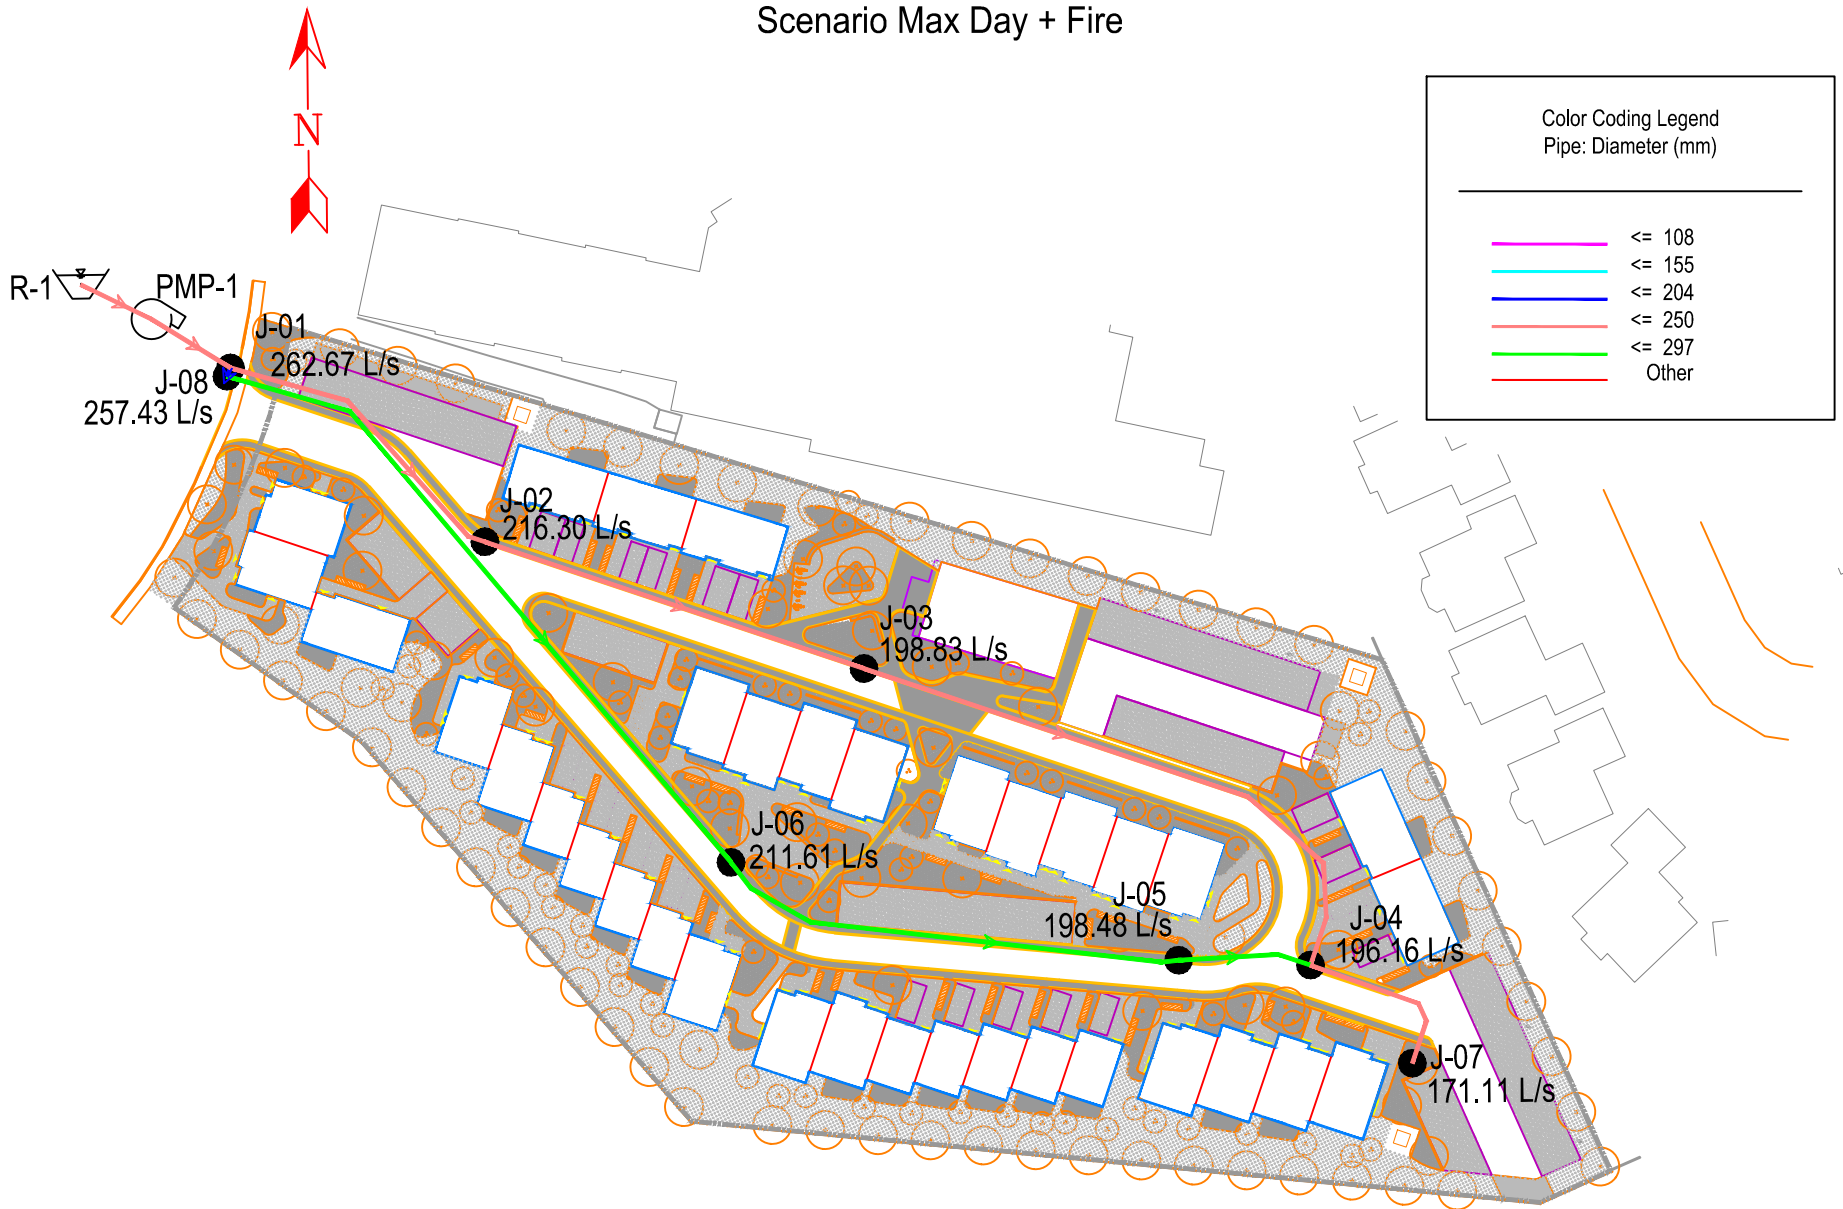 Scenario Max Day + Fire
N
Color Coding Legend
Pipe: Diameter (mm)
<= 108
<= 155
<= 204
<= 250
<= 297
Other
R-1
PMP-1
J-01
262.67 L/s
J-08
257.43 L/s
J-02
216.30 L/s
J-03
198.83 L/s
J-06
211.61 L/s
J-05
198.48 L/s
J-04
196.16 L/s
J-07
171.11 L/s